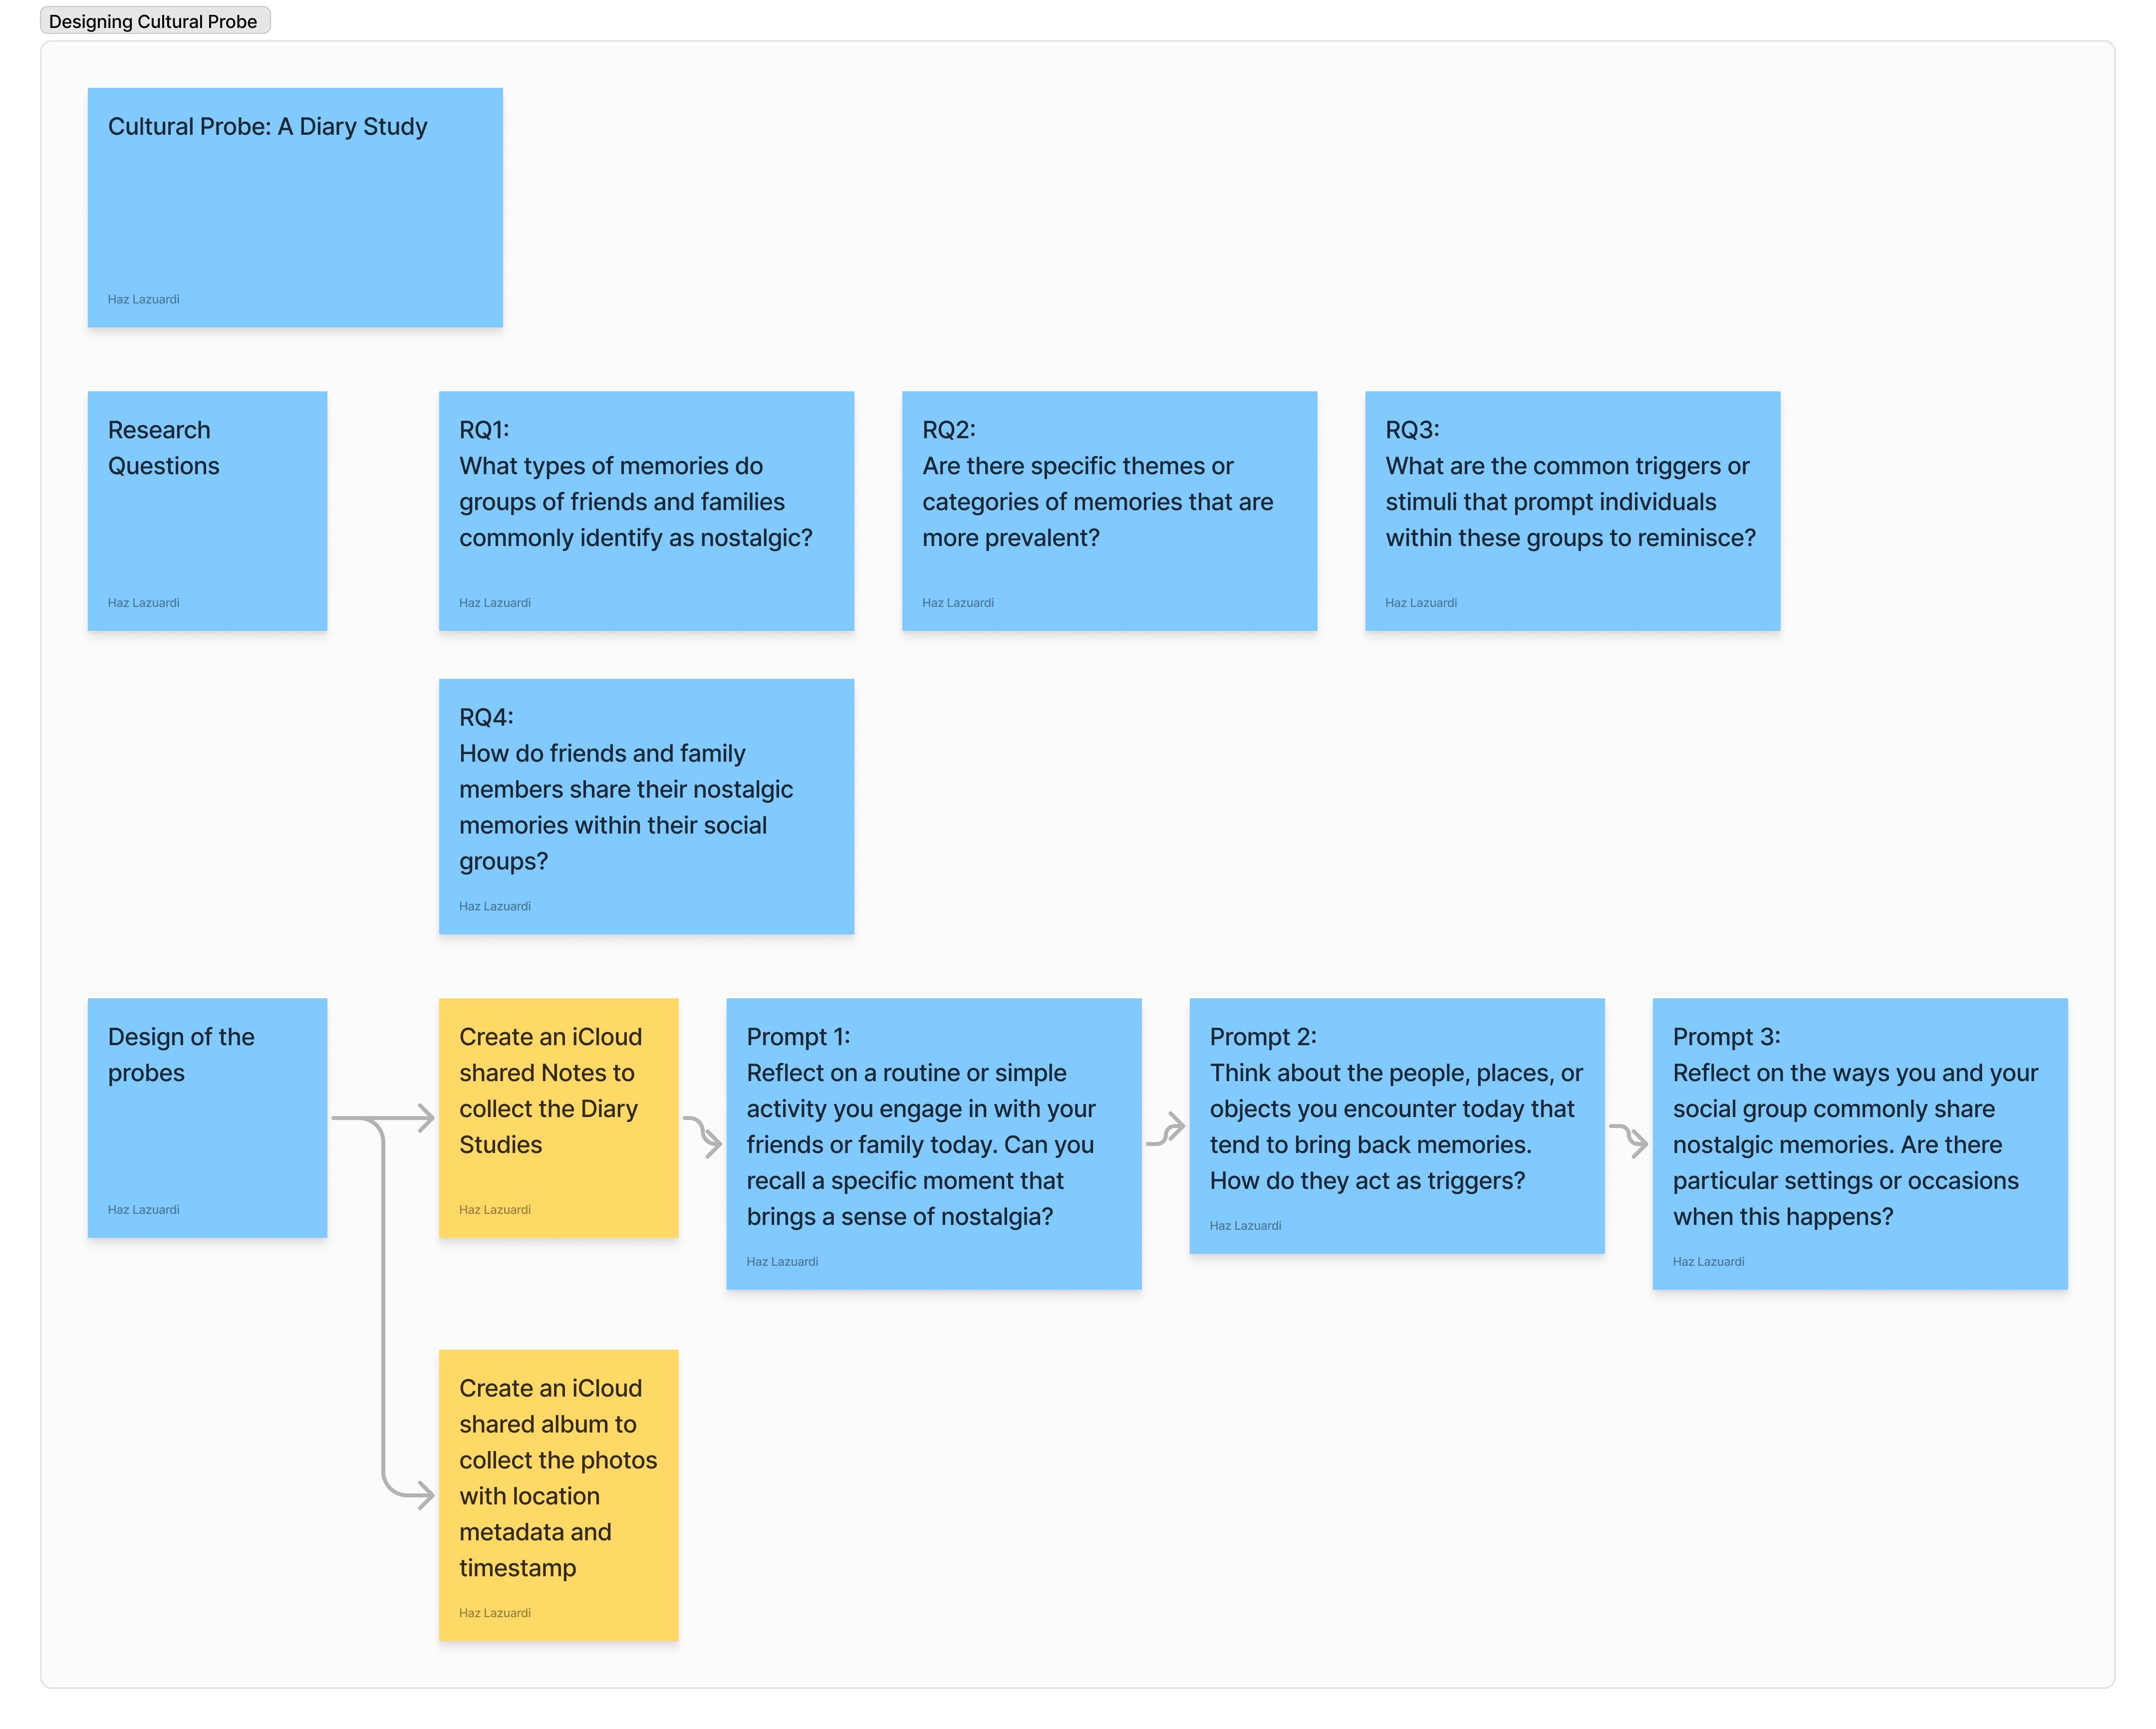 Designing Cultural Probe
Cultural Probe: A Diary Study
Haz Lazuardi
Research
Questions
Haz Lazuardi
RQ1:
What types of memories do
groups of friends and families
commonly identify as nostalgic?
Haz Lazuardi
RQ2:
Are there specific themes or
categories of memories that are
more prevalent?
Haz Lazuardi
RQ3:
What are the common triggers or
stimuli that prompt individuals
within these groups to reminisce?
Haz Lazuardi
RQ4:
How do friends and family
members share their nostalgic
memories within their social
groups?
Haz Lazuardi
Design of the
probes
Haz Lazuardi
Create an iCloud
shared Notes to
collect the Diary
Studies
Haz Lazuardi
Prompt 1:
Reflect on a routine or simple
activity you engage in with your
friends or family today. Can you
recall a specific moment that
brings a sense of nostalgia?
Haz Lazuardi
Prompt 2:
Think about the people, places, or
objects you encounter today that
tend to bring back memories.
How do they act as triggers?
Haz Lazuardi
Prompt 3:
Reflect on the ways you and your
social group commonly share
nostalgic memories. Are there
particular settings or occasions
when this happens?
Haz Lazuardi
Create an iCloud
shared album to
collect the photos
with location
metadata and
timestamp
Haz Lazuardi